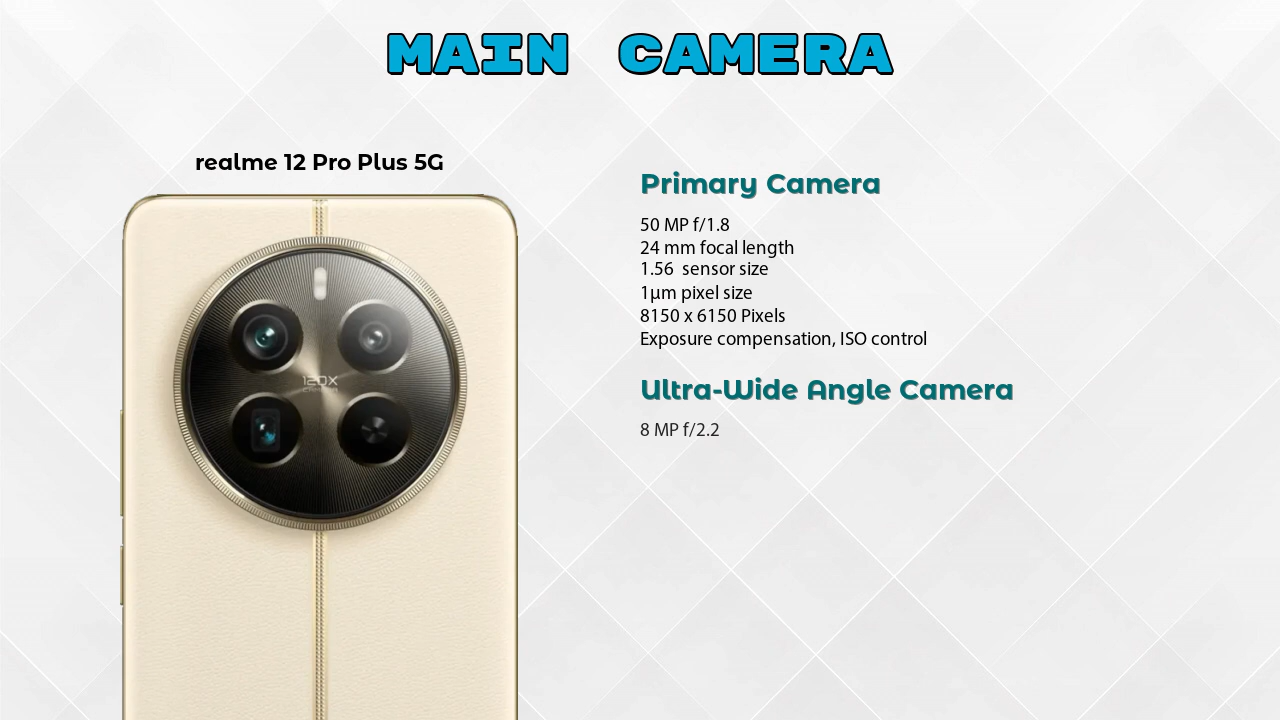 MAIN CAMERA
realme 12 Pro Plus 5G
120X
Primary Camera
50 MP f/1.8
24 mm focal length
1.56 sensor size
1µm pixel size
8150 x 6150 Pixels
Exposure compensation, ISO control
Ultra-Wide Angle Camera
8 MP f/2.2